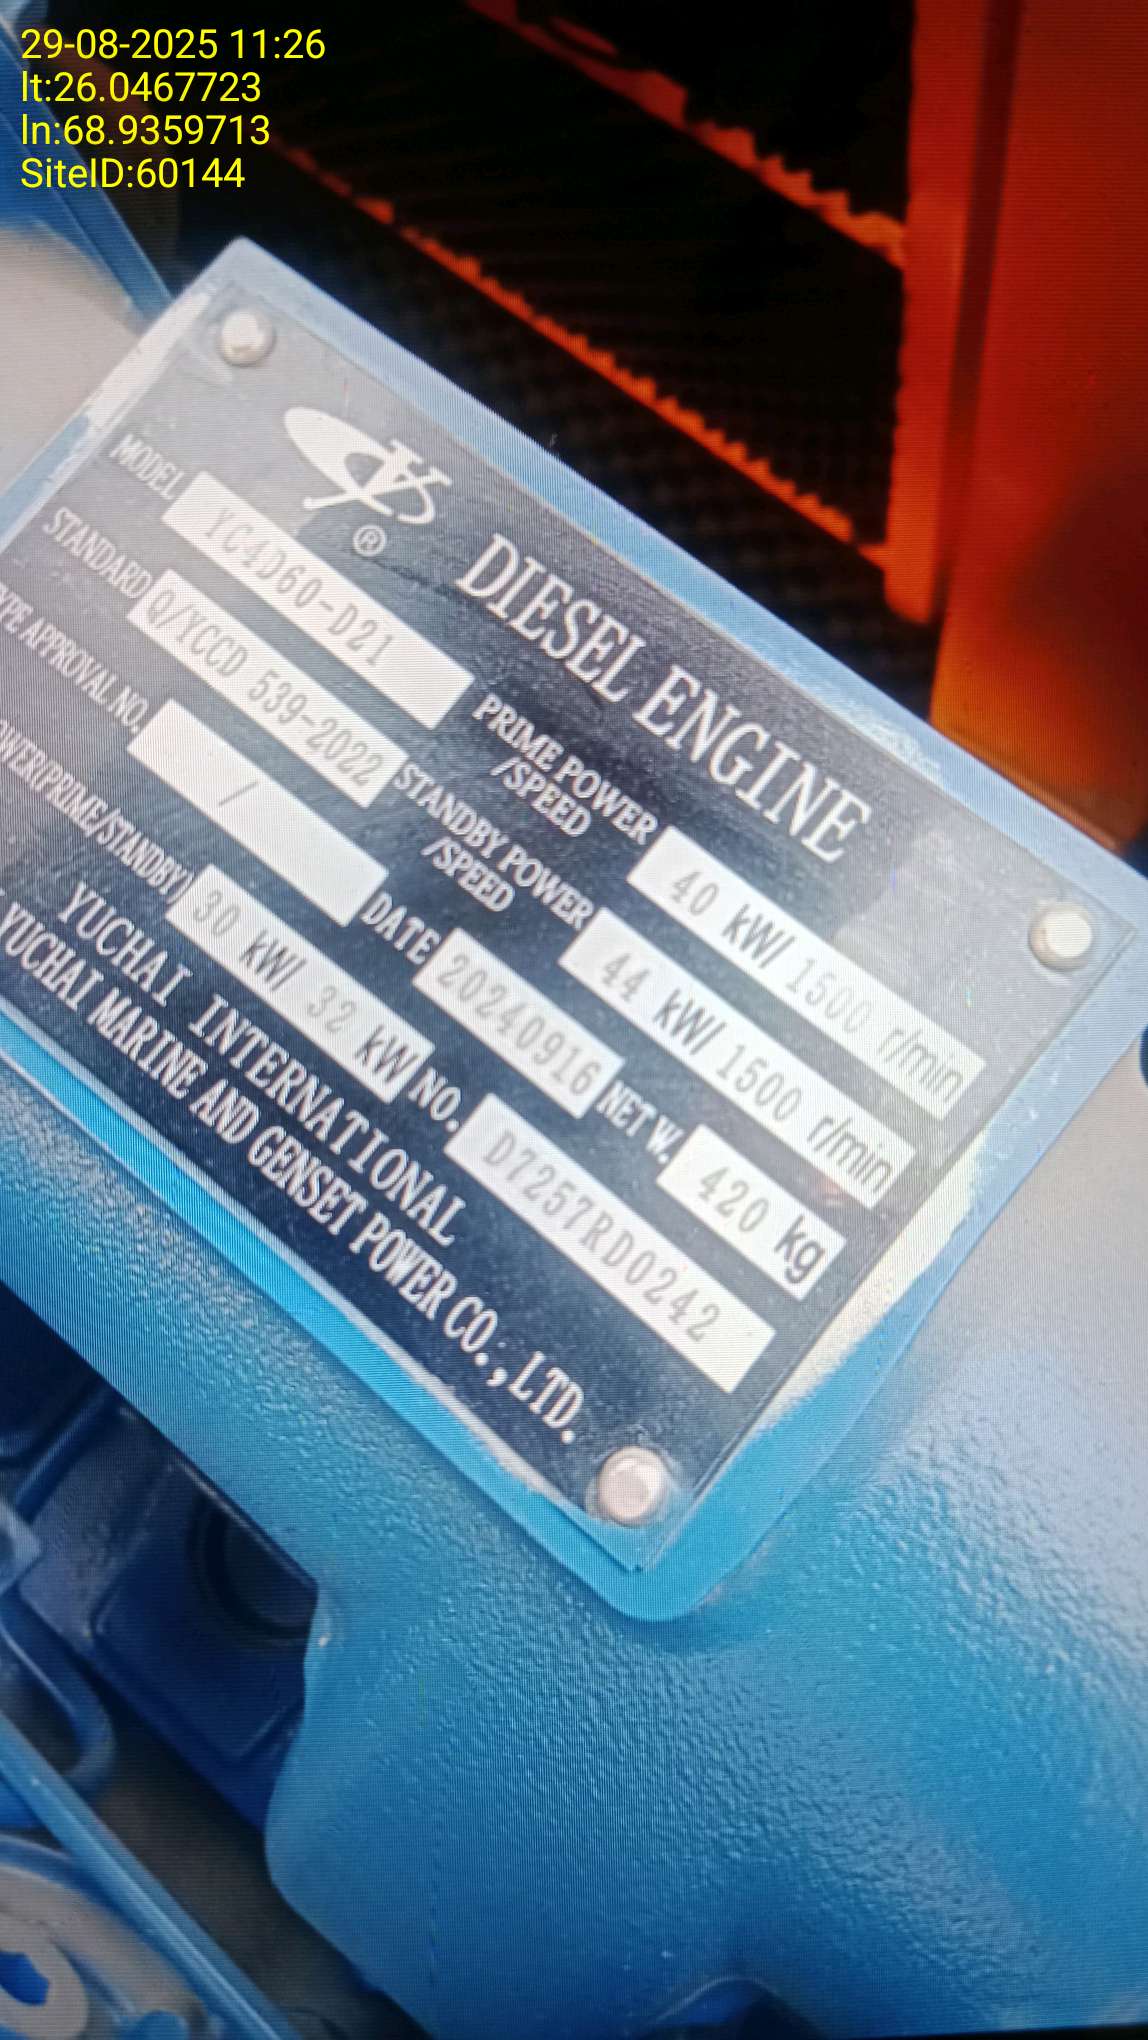 29-08-2025 11:26
lt:26.0467723
ln:68.9359713
SiteID:60144
YC
®
DIESEL ENGINE
MODEL YC4D60-D21 PRIME POWER /SPEED 40 kW/ 1500 r/min
STANDARD Q/YCCD 539-2022 STANDBY POWER /SPEED 44 kW/ 1500 r/min
APPROVAL NO. / DATE 20240916 NET W. 420 kg
(PRIME/STANDBY) 30 kW/ 32 kW NO. D7257RD0242
YUCHAI INTERNATIONAL
YUCHAI MARINE AND GENSET POWER CO., LTD.